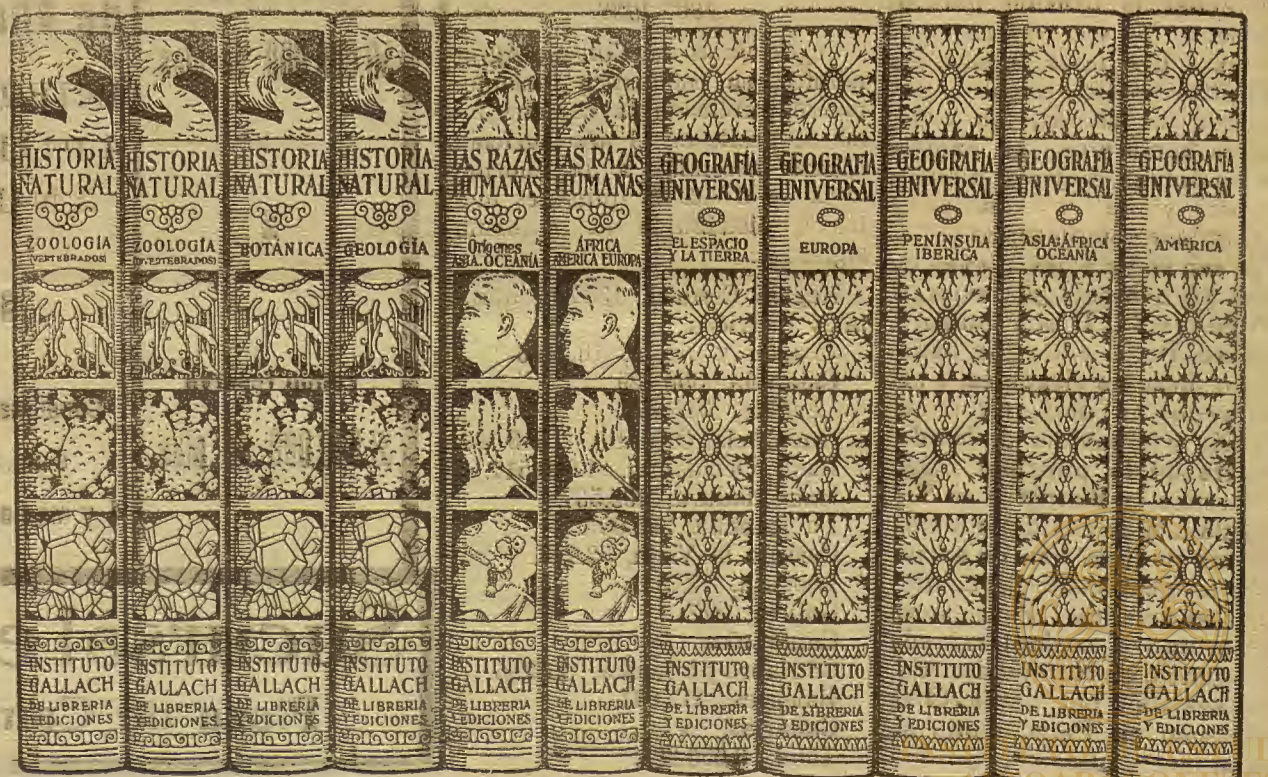 HISTORIA
NATURAL
ZOOLOGÍA
(VERTEBRADOS)
INSTITUTO
GALLACH
DE LIBRERIA
Y EDICIONES
HISTORIA
NATURAL
ZOOLOGÍA
(INVERTEBRADOS)
INSTITUTO
GALLACH
DE LIBRERIA
Y EDICIONES
HISTORIA
NATURAL
BOTÁNICA
INSTITUTO
GALLACH
DE LIBRERIA
Y EDICIONES
HISTORIA
NATURAL
GEOLOGÍA
INSTITUTO
GALLACH
DE LIBRERIA
Y EDICIONES
LAS RAZAS
HUMANAS
Orígenes
ASIA. OCEANÍA
INSTITUTO
GALLACH
DE LIBRERIA
Y EDICIONES
LAS RAZAS
HUMANAS
ÁFRICA
AMERICA EUROPA
INSTITUTO
GALLACH
DE LIBRERIA
Y EDICIONES
GEOGRAFÍA
UNIVERSAL
EL ESPACIO
Y LA TIERRA
INSTITUTO
GALLACH
DE LIBRERIA
Y EDICIONES
GEOGRAFÍA
UNIVERSAL
EUROPA
INSTITUTO
GALLACH
DE LIBRERIA
Y EDICIONES
GEOGRAFÍA
UNIVERSAL
PENÍNSULA
IBERICA
INSTITUTO
GALLACH
DE LIBRERIA
Y EDICIONES
GEOGRAFÍA
UNIVERSAL
ASIA: ÁFRICA
OCEANÍA
INSTITUTO
GALLACH
DE LIBRERIA
Y EDICIONES
GEOGRAFÍA
UNIVERSAL
AMÉRICA
INSTITUTO
GALLACH
DE LIBRERIA
Y EDICIONES